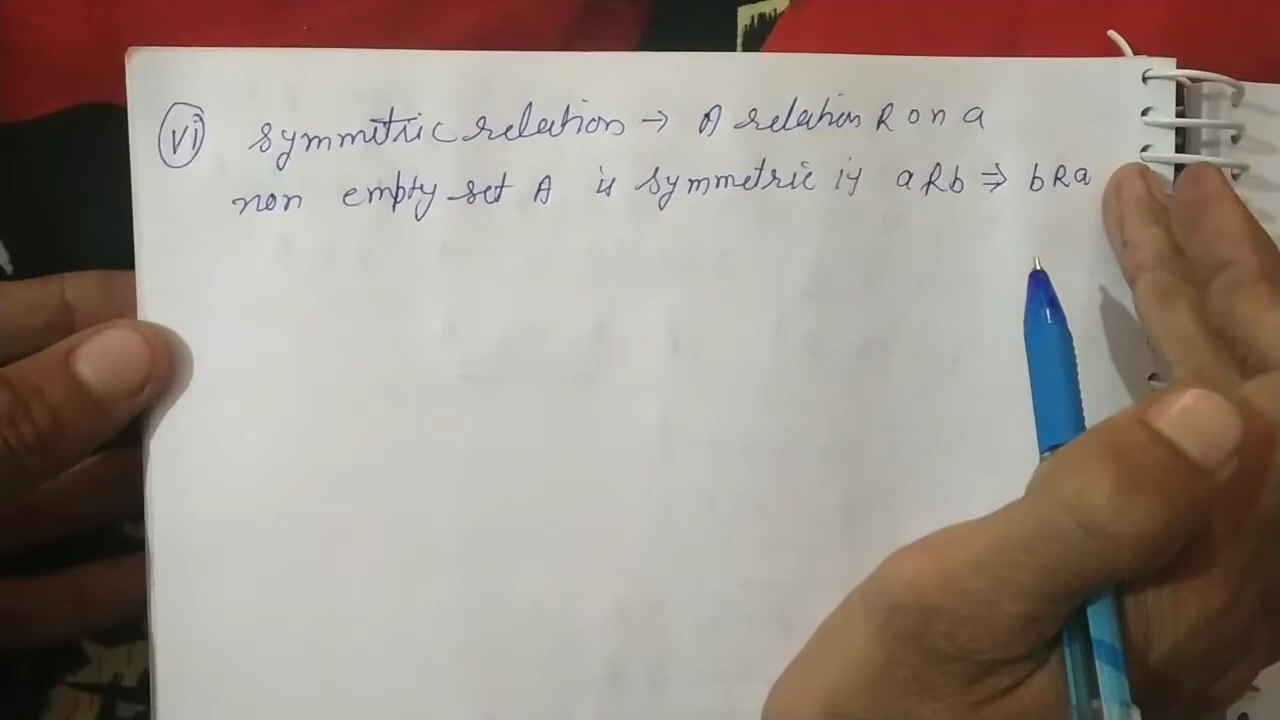 (vi) Symmetric relation → A relation R on a
non empty set A is symmetric if aRb ⇒ bRa